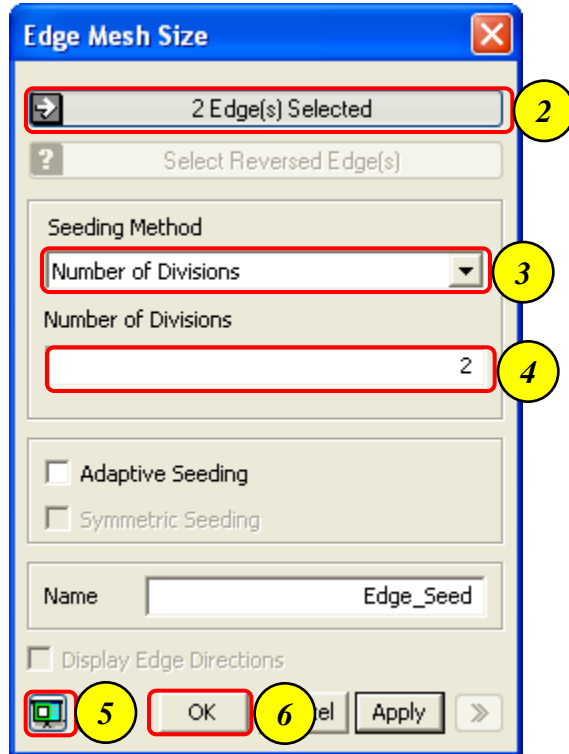 Edge Mesh Size
2 Edge(s) Selected
2
? Select Reversed Edge(s)
Seeding Method
Number of Divisions
3
Number of Divisions
2
4
Adaptive Seeding
Symmetric Seeding
Name Edge_Seed
Display Edge Directions
5 OK 6 el Apply »